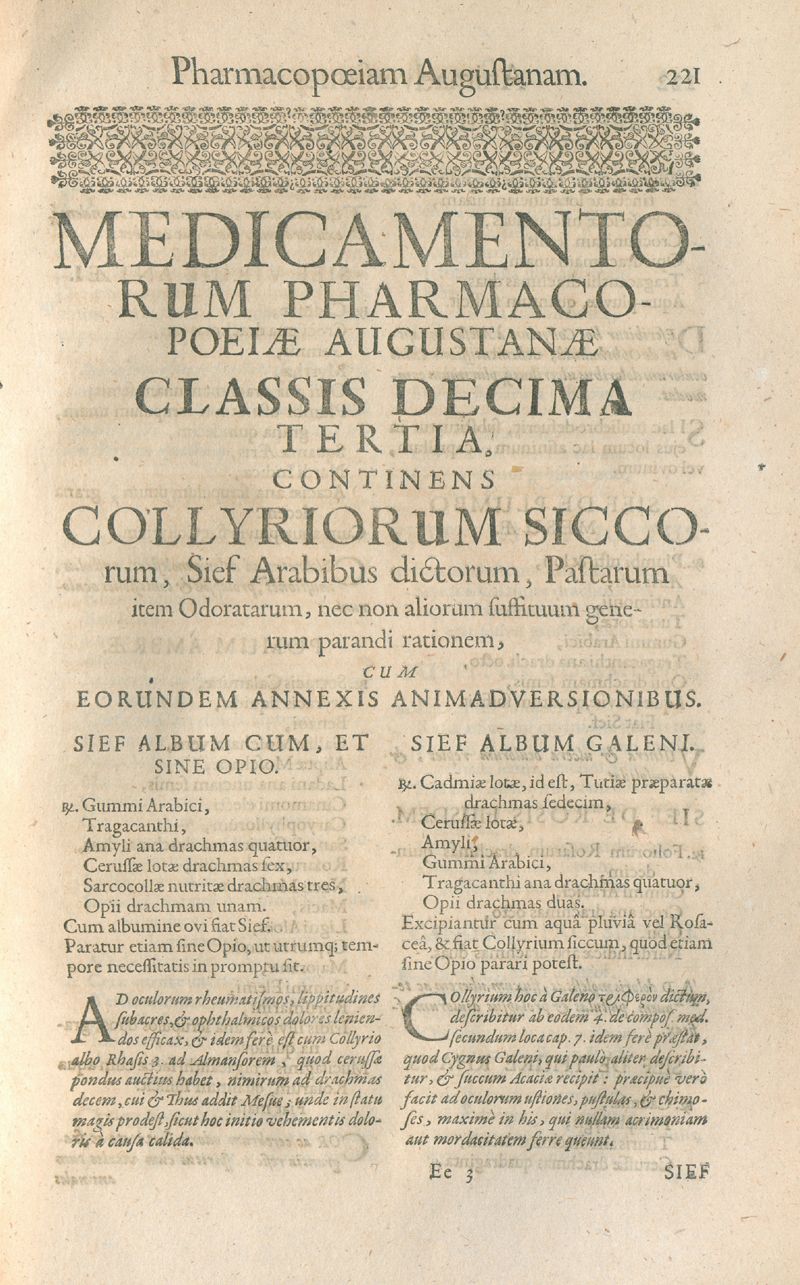 Pharmacopœiam Auguſtanam. 221
MEDICAMENTO-
RUM PHARMACO-
POEIÆ AUGUSTANÆ
CLASSIS DECIMA
TERTIA,
CONTINENS
COLLYRIORUM SICCO-
rum, Sief Arabibus dictorum, Paſtarum
item Odoratarum, nec non aliorum ſuffituum gene-
rum parandi rationem,
CUM
EORUNDEM ANNEXIS ANIMADVERSIONIBUS.
SIEF ALBUM CUM, ET
SINE OPIO.
℞. Gummi Arabici,
Tragacanthi,
Amyli ana drachmas quatuor,
Ceruſſæ lotæ drachmas ſex,
Sarcocollæ nutritæ drachmas tres,
Opii drachmam unam.
Cum albumine ovi fiat Sief.
Paratur etiam ſine Opio, ut utrumq; tem-
pore neceſſitatis in promptu ſit.
AD oculorum rheumatiſmos, lippitudines
ſubacres, & ophthalmicos dolores lenien-
dos efficax, & idem ferè eſt cum Collyrio
albo Rhaſis 3. ad Almanſorem, quod ceruſſæ
pondus auctius habet, nimirum ad drachmas
decem, cui & Thus addit Meſue; unde in ſtatu
magis prodeſt, ſicut hoc initio vehementis dolo-
ris à cauſa calida.
SIEF ALBUM GALENI.
℞. Cadmiæ lotæ, id eſt, Tutiæ præparatæ
drachmas ſedecim,
Ceruſſæ lotæ,
Amyli,
Gummi Arabici,
Tragacanthi ana drachmas quatuor,
Opii drachmas duas.
Excipiantur cum aquâ pluviâ vel Roſa-
ceâ, & fiat Collyrium ſiccum, quod etiam
ſine Opio parari poteſt.
COllyrium hoc à Galeno τρυφερὸν dictum,
deſcribitur ab eodem 4. de compoſ. med.
ſecundum loca cap. 7. idem ferè præſtat,
quod Cygnus Galeni, qui paulò aliter deſcribi-
tur, & ſuccum Acaciæ recipit: præcipuè verò
facit ad oculorum uſtiones, puſtulas, & chimo-
ſes, maximè in his, qui nullam acrimoniam
aut mordacitatem ferre queunt.
Ee 3 SIEF